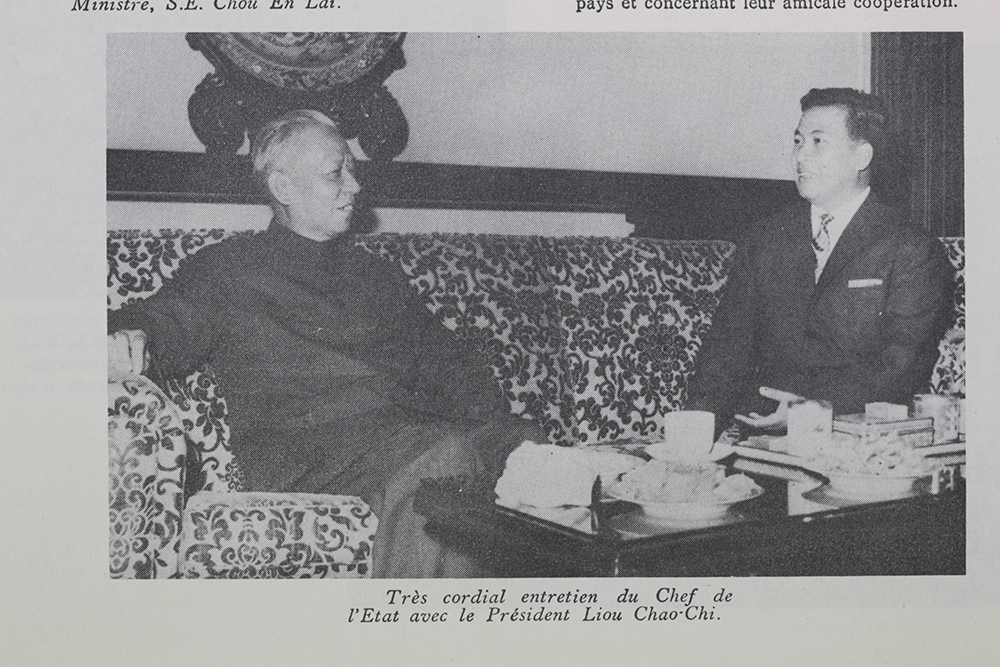 Ministre, S.E. Chou En Lai.
pays et concernant leur amicale coopération.
Très cordial entretien du Chef de
l'Etat avec le Président Liou Chao-Chi.